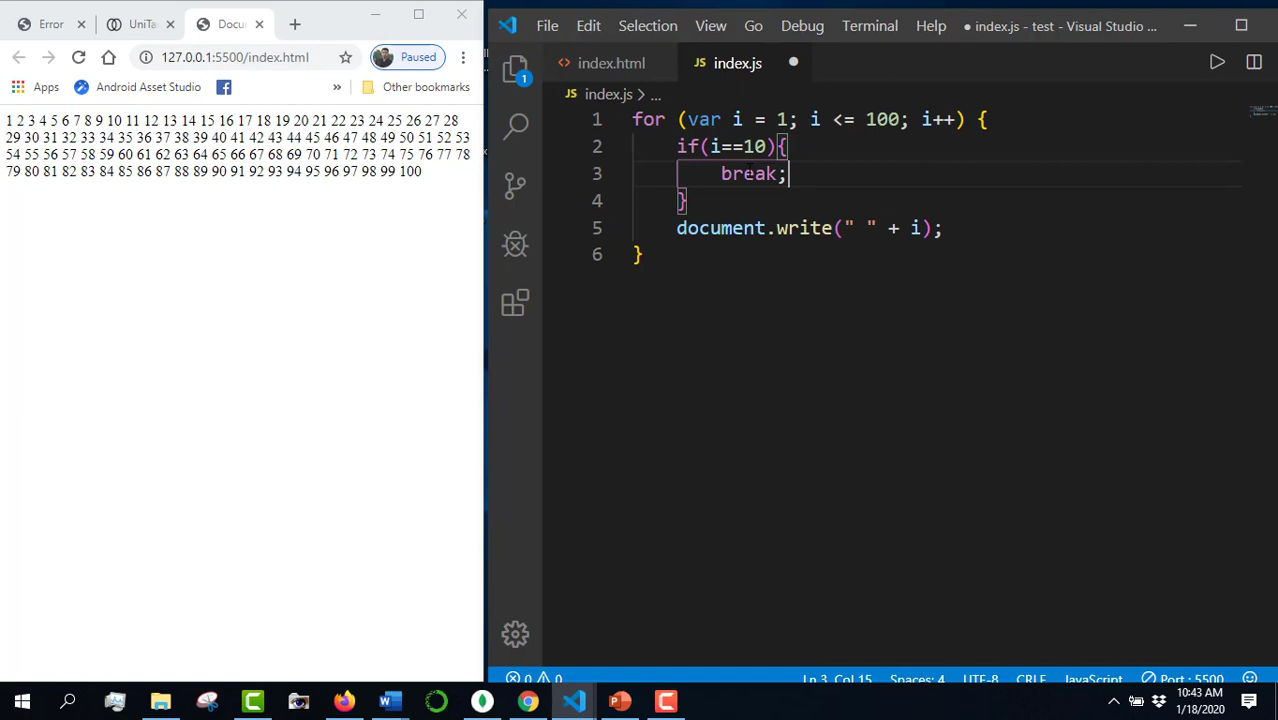 Error
UniTa
Docu
127.0.0.1:5500/index.html
Paused
Apps
Android Asset Studio
»
Other bookmarks
1 2 3 4 5 6 7 8 9 10 11 12 13 14 15 16 17 18 19 20 21 22 23 24 25 26 27 28
29 30 31 32 33 34 35 36 37 38 39 40 41 42 43 44 45 46 47 48 49 50 51 52 53
54 55 56 57 58 59 60 61 62 63 64 65 66 67 68 69 70 71 72 73 74 75 76 77 78
79 80 81 82 83 84 85 86 87 88 89 90 91 92 93 94 95 96 97 98 99 100
File Edit Selection View Go Debug Terminal Help ● index.js - test - Visual Studio ...
1
<> index.html
JS index.js ●
JS index.js > ...
1 for (var i = 1; i <= 100; i++) {
2 if(i==10){
3 break;
4 }
5 document.write(" " + i);
6 }
0 0
Ln 3, Col 15 Spaces: 4 UTF-8 CRLF JavaScript Port : 5500
10:43 AM
1/18/2020